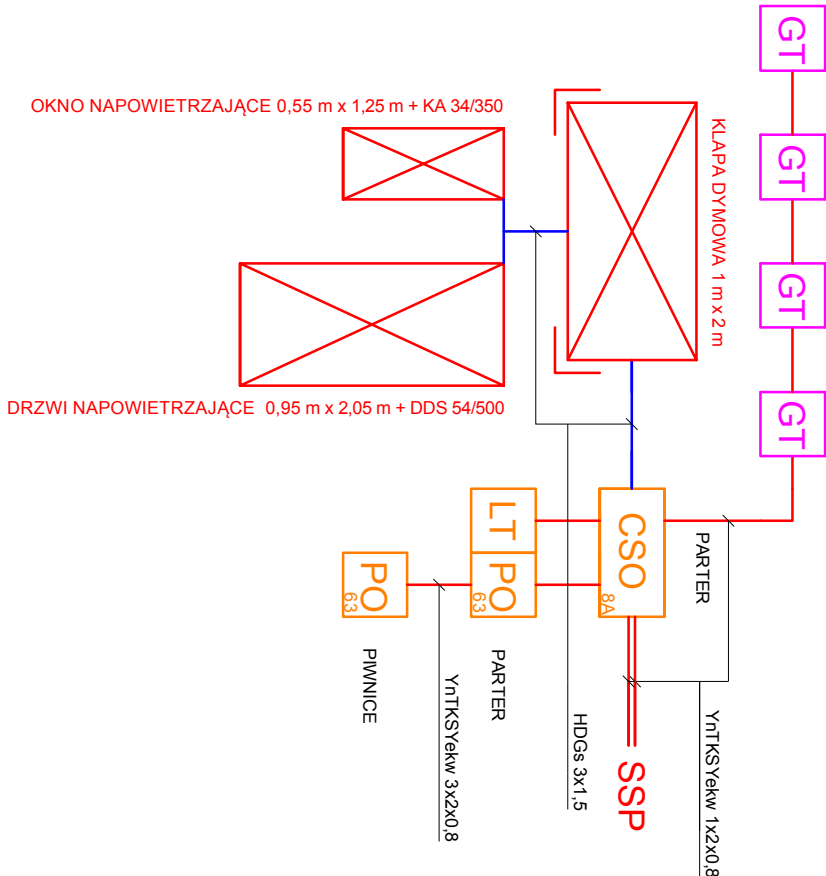 GT
GT
GT
GT
OKNO NAPOWIETRZAJĄCE 0,55 m x 1,25 m + KA 34/350
KLAPA DYMOWA 1 m x 2 m
DRZWI NAPOWIETRZAJĄCE 0,95 m x 2,05 m + DDS 54/500
LT
CSO
8A
PARTER
PO
63
PO
63
PIWNICE
PARTER
YnTKSYekw 3x2x0,8
HDGs 3x1,5
SSP
YnTKSYekw 1x2x0,8